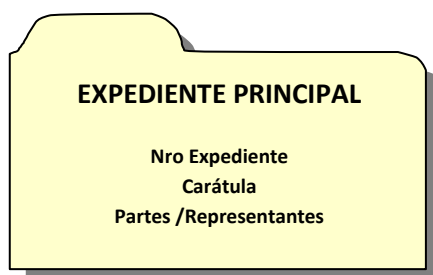 EXPEDIENTE PRINCIPAL
Nro Expediente
Carátula
Partes /Representantes